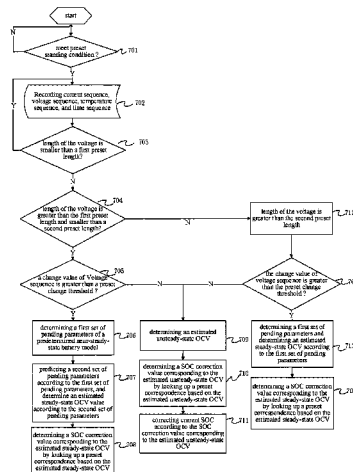 start
N
meet preset
standing condition ?
701
Y
Y
Recording current sequence,
voltage sequence, temperature
sequence, and time sequence
702
length of the voltage is
smaller than a first preset
length?
703
N
704
length of the voltage is
greater than the first preset
length and smaller than a
second preset length?
N
length of the voltage is
greater than the second preset
length
Y
705
a change value of Voltage
sequence is greater than a preset
change threshold ?
N
N
the change value of
voltage sequence is greater
than the preset change
threshold ?
Y
Y
determining a first set of
pending parameters of a
predetermined near-steady-
state battery model
706
determining an estimated
unsteady-state OCV
709
determining a first set of
pending parameters and
determining an estimated
steady-state OCV according to
the first set of pending
parameters
predicting a second set of
pending parameters
according to the first set of
pending parameters, and
determine an estimated
steady-state OCV according to the
second set of pending
parameters
707
determining a SOC correction
value corresponding to the
estimated unsteady-state OCV
by looking up a preset
correspondence based on the
estimated unsteady-state OCV
710
determining a SOC correction
value corresponding to the
estimated steady-state OCV
by looking up a preset
correspondence based on the
estimated steady-state OCV
determining a SOC correction
value corresponding to the
estimated steady-state OCV
by looking up a preset
correspondence based on the
estimated steady-state OCV
708
correcting current SOC
according to the SOC
correction value corresponding
to the estimated unsteady-state
OCV
711